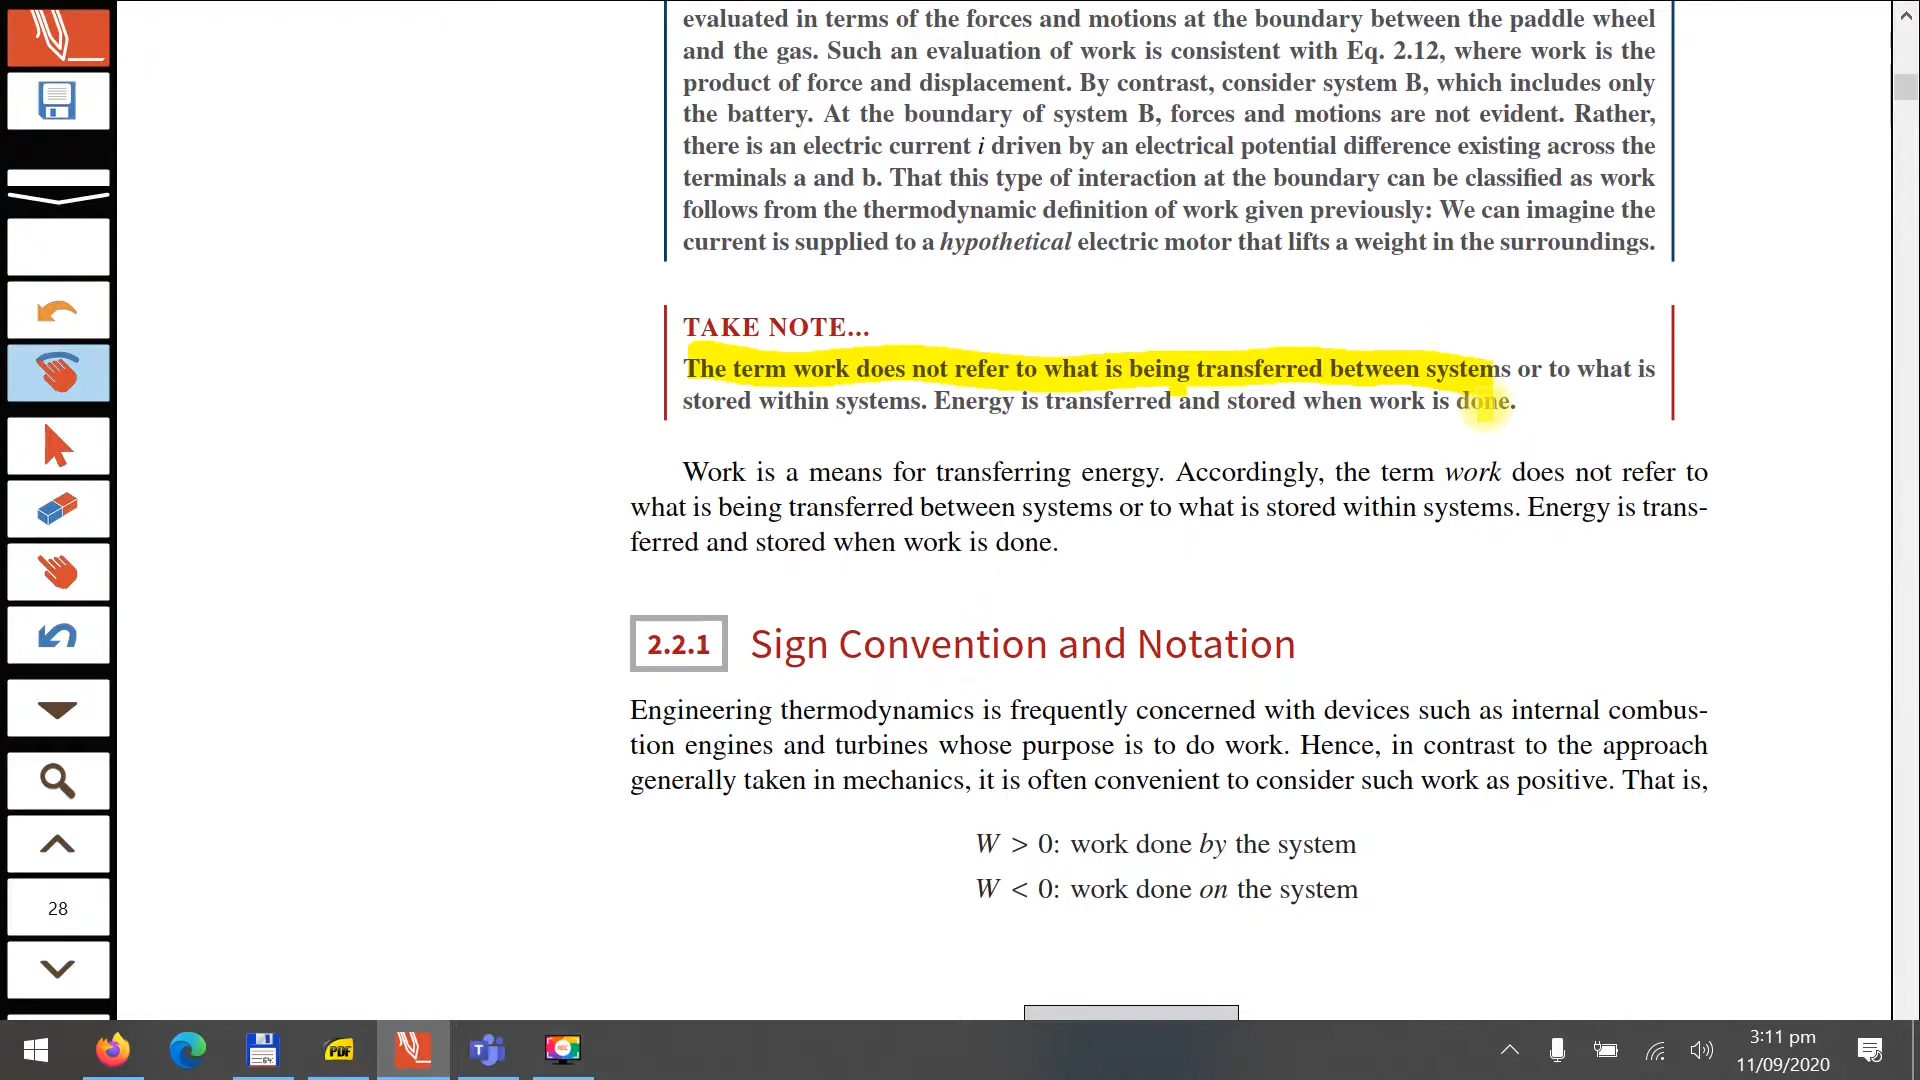 evaluated in terms of the forces and motions at the boundary between the paddle wheel
and the gas. Such an evaluation of work is consistent with Eq. 2.12, where work is the
product of force and displacement. By contrast, consider system B, which includes only
the battery. At the boundary of system B, forces and motions are not evident. Rather,
there is an electric current i driven by an electrical potential difference existing across the
terminals a and b. That this type of interaction at the boundary can be classified as work
follows from the thermodynamic definition of work given previously: We can imagine the
current is supplied to a hypothetical electric motor that lifts a weight in the surroundings.
TAKE NOTE...
The term work does not refer to what is being transferred between systems or to what is
stored within systems. Energy is transferred and stored when work is done.
Work is a means for transferring energy. Accordingly, the term work does not refer to
what is being transferred between systems or to what is stored within systems. Energy is trans-
ferred and stored when work is done.
2.2.1 Sign Convention and Notation
Engineering thermodynamics is frequently concerned with devices such as internal combus-
tion engines and turbines whose purpose is to do work. Hence, in contrast to the approach
generally taken in mechanics, it is often convenient to consider such work as positive. That is,
W > 0: work done by the system
W < 0: work done on the system
28
64
PDF
T
REC
3:11 pm
11/09/2020